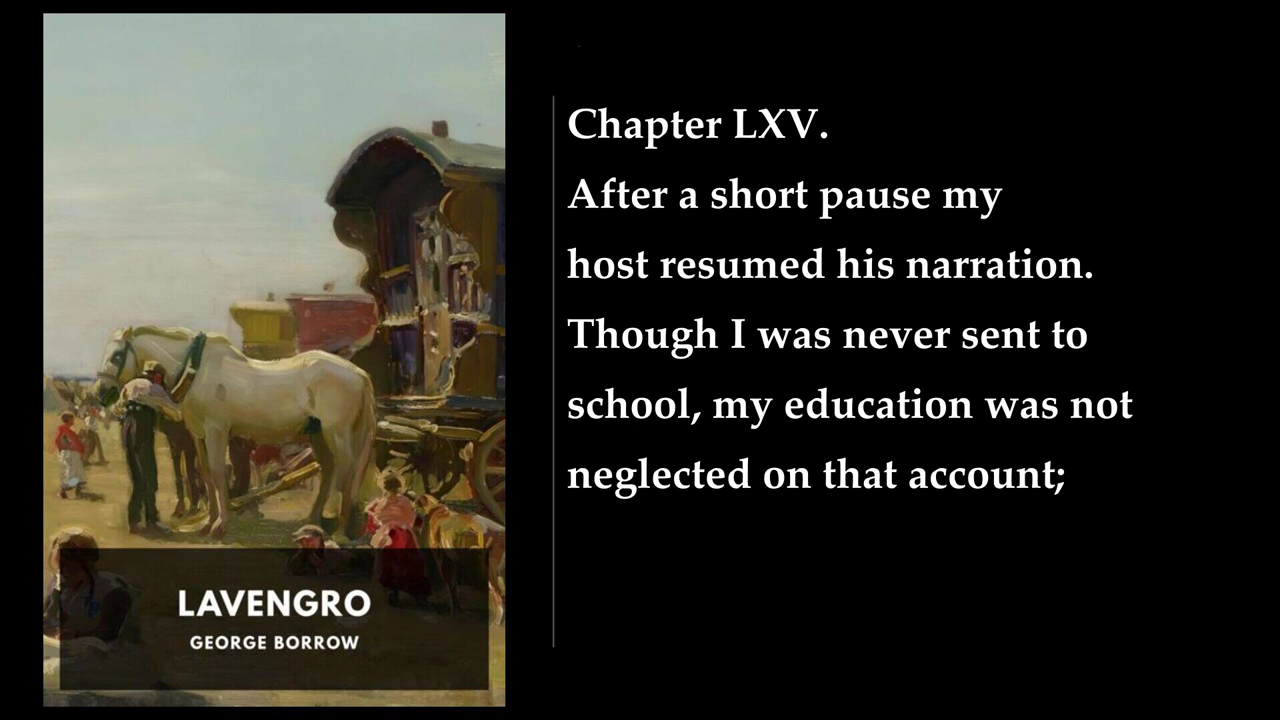 LAVENGRO
GEORGE BORROW
Chapter LXV.
After a short pause my
host resumed his narration.
Though I was never sent to
school, my education was not
neglected on that account;